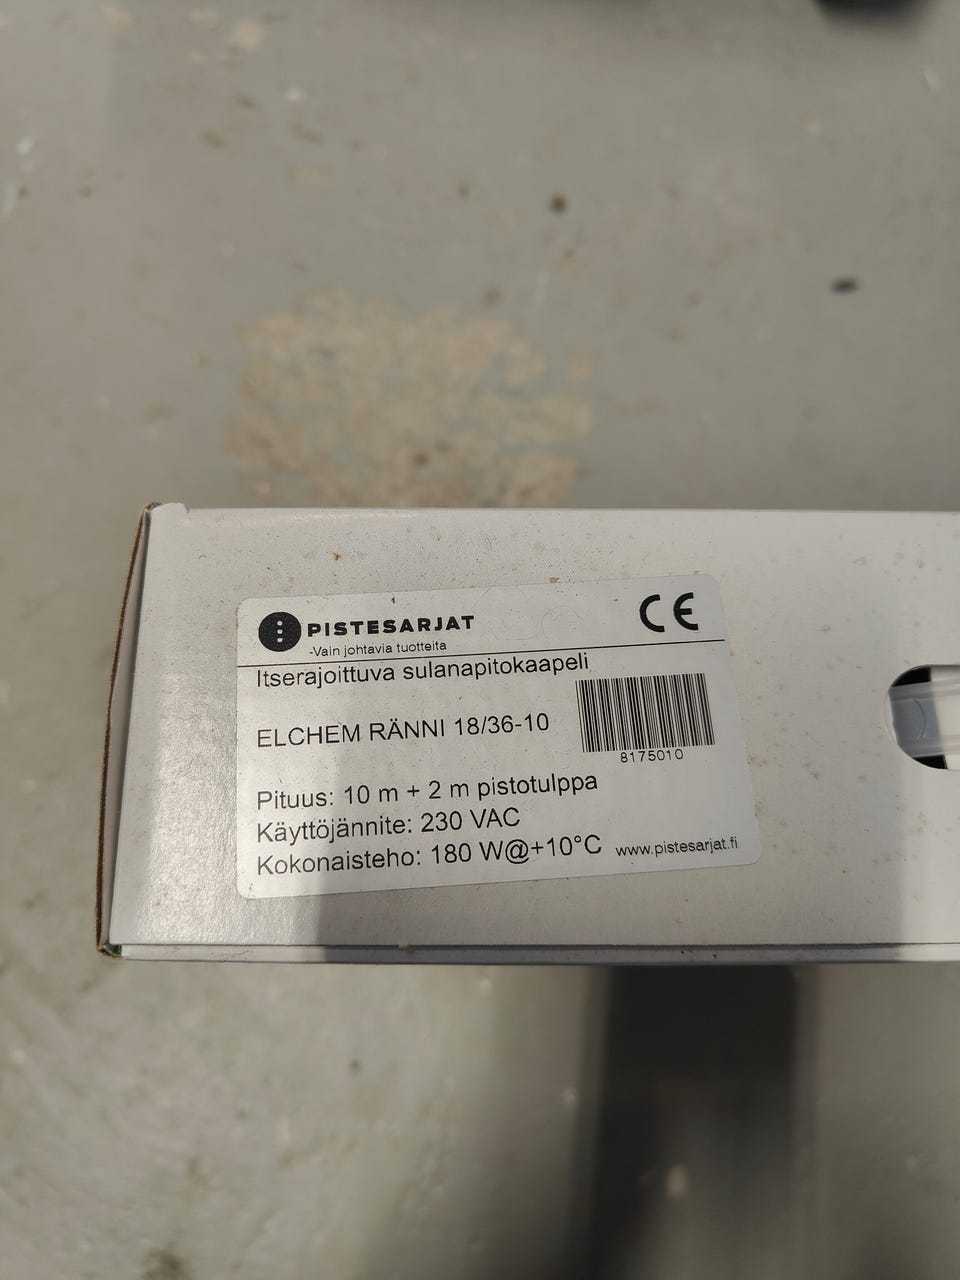 PISTESARJAT
-Vain johtavia tuotteita
CE
Itserajoittuva sulanapitokaapeli
ELCHEM RÄNNI 18/36-10
8175010
Pituus: 10 m + 2 m pistotulppa
Käyttöjännite: 230 VAC
Kokonaisteho: 180 W@+10°C
www.pistesarjat.fi